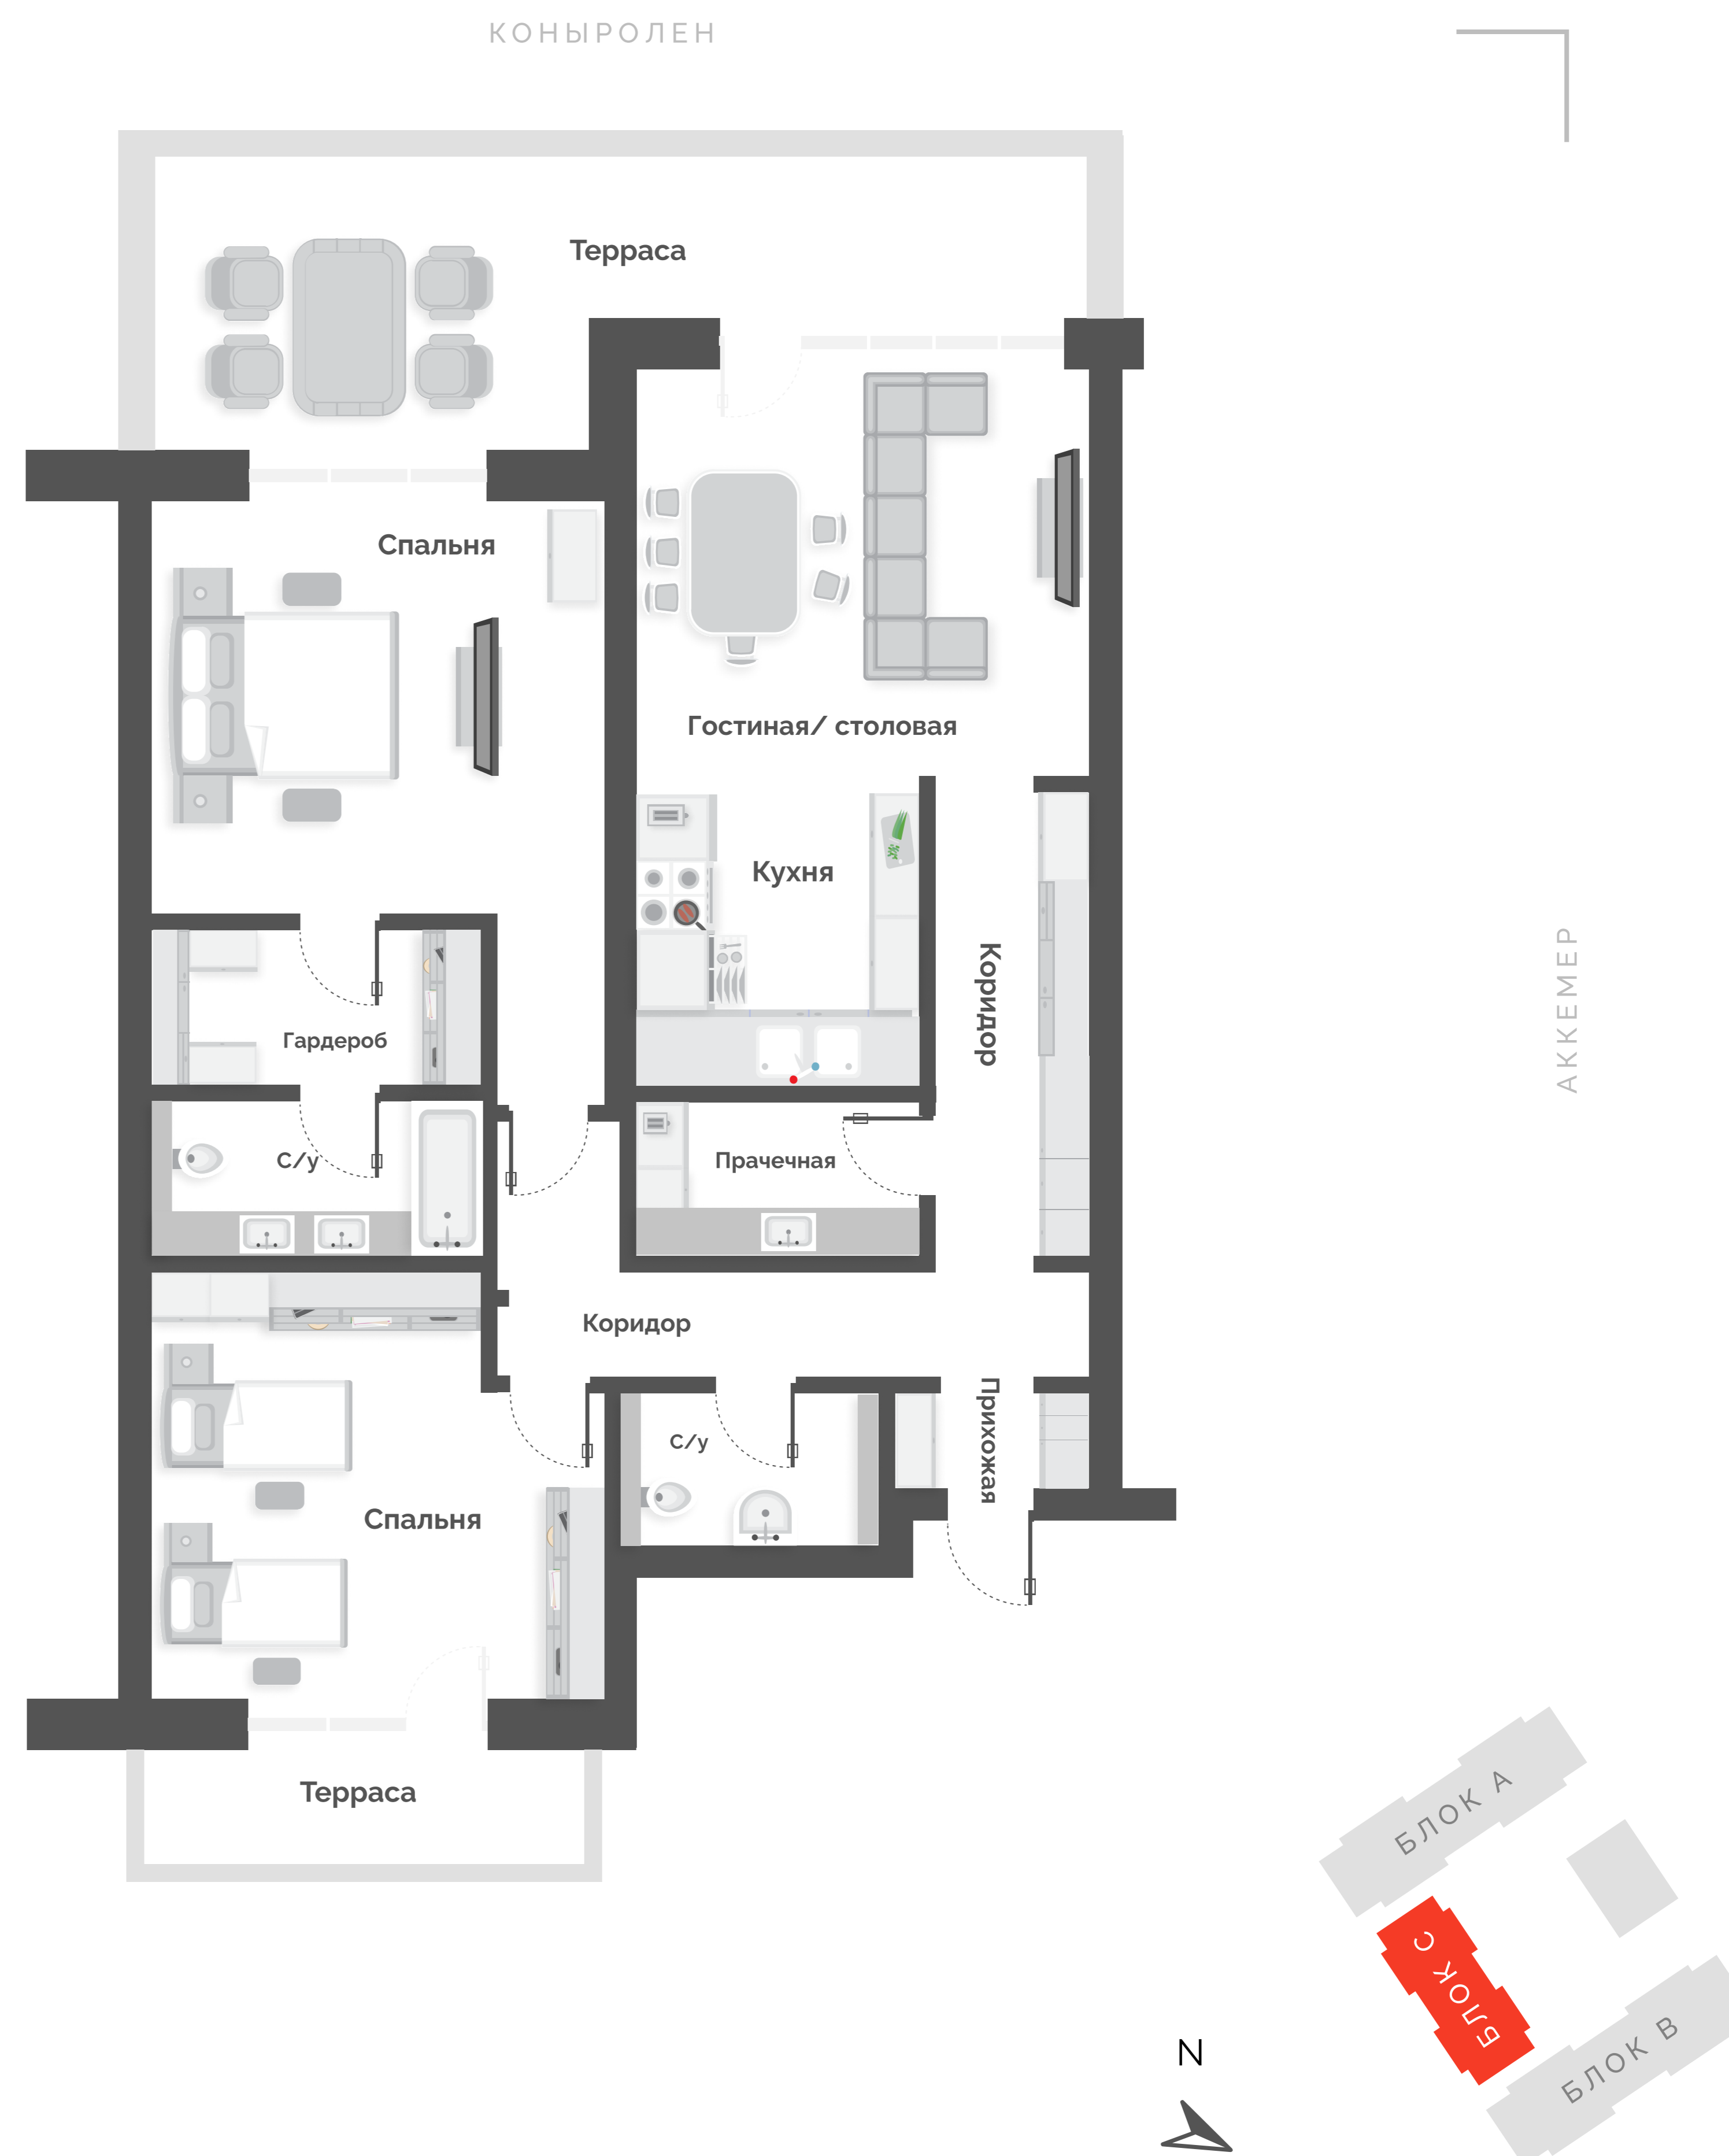 КОНЫРОЛЕН
Терраса
Спальня
Гостиная/ столовая
Кухня
Коридор
АККЕМЕР
Гардероб
С/у
Прачечная
Коридор
Прихожая
С/у
Спальня
Терраса
БЛОК А
БЛОК С
БЛОК В
N